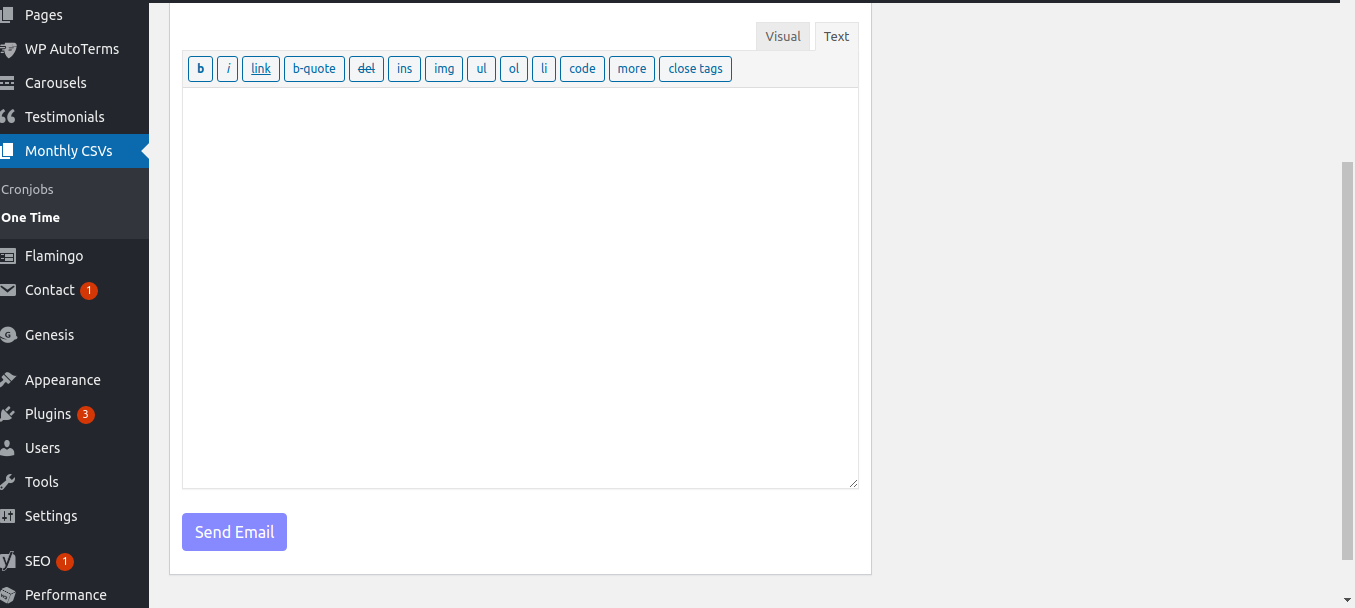 Pages
WP AutoTerms
Carousels
Testimonials
Monthly CSVs
Cronjobs
One Time
Flamingo
Contact 1
Genesis
Appearance
Plugins 3
Users
Tools
Settings
SEO 1
Performance
Visual Text
b i link b-quote del ins img ul ol li code more close tags
Send Email